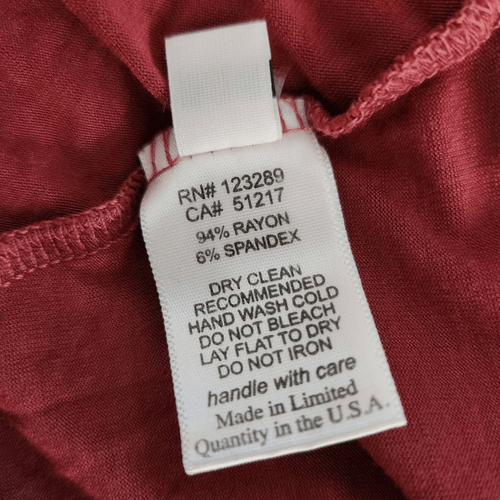 RN# 123289
CA# 51217
94% RAYON
6% SPANDEX
DRY CLEAN
RECOMMENDED
HAND WASH COLD
DO NOT BLEACH
LAY FLAT TO DRY
DO NOT IRON
handle with care
Made in Limited
Quantity in the U.S.A.